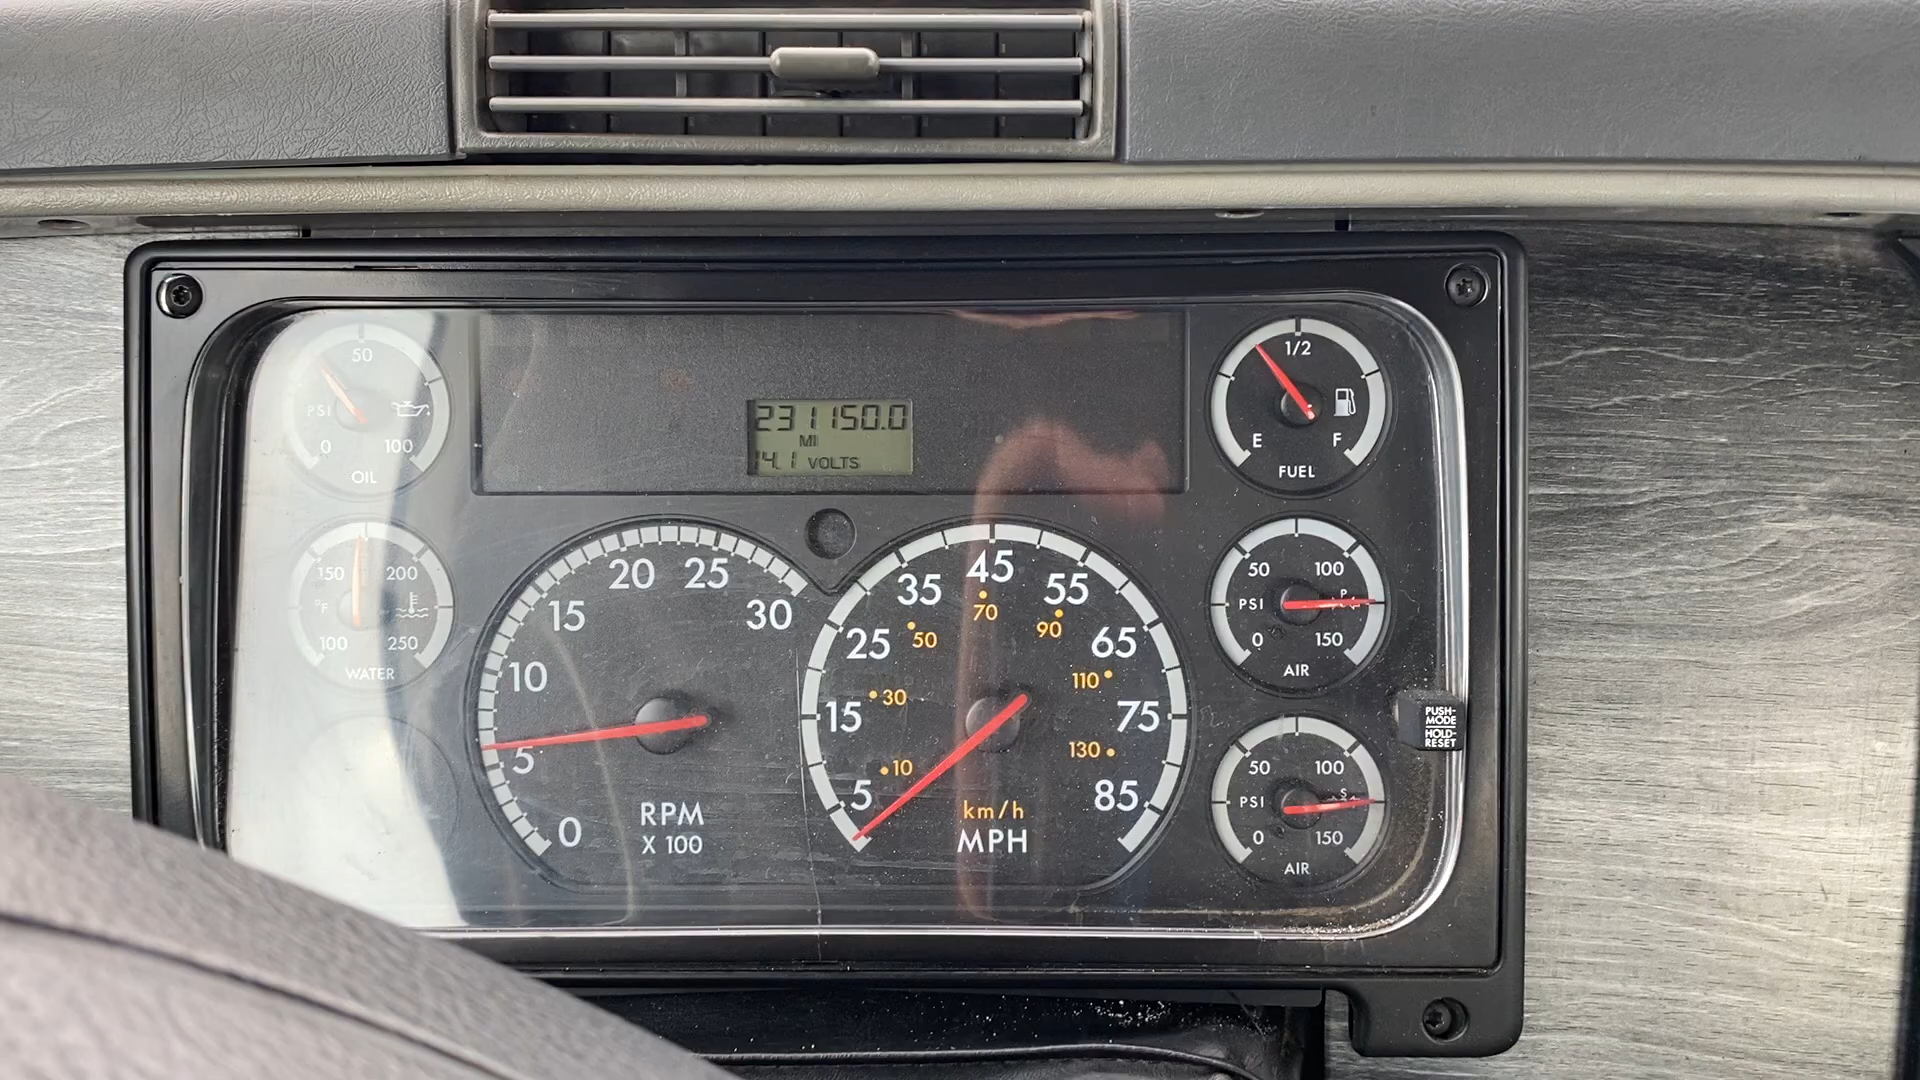 50
PSI
0 100
OIL
150 200
°F
100 250
WATER
231150.0
MI
14.1 VOLTS
1/2
E F
FUEL
0
5
10
15
20
25
30
RPM
X 100
5
15
25
35
45
55
65
75
85
10
30
50
70
90
110
130
km/h
MPH
50 100
PSI P
0 150
AIR
50 100
PSI S
0 150
AIR
PUSH-
MODE
HOLD-
RESET